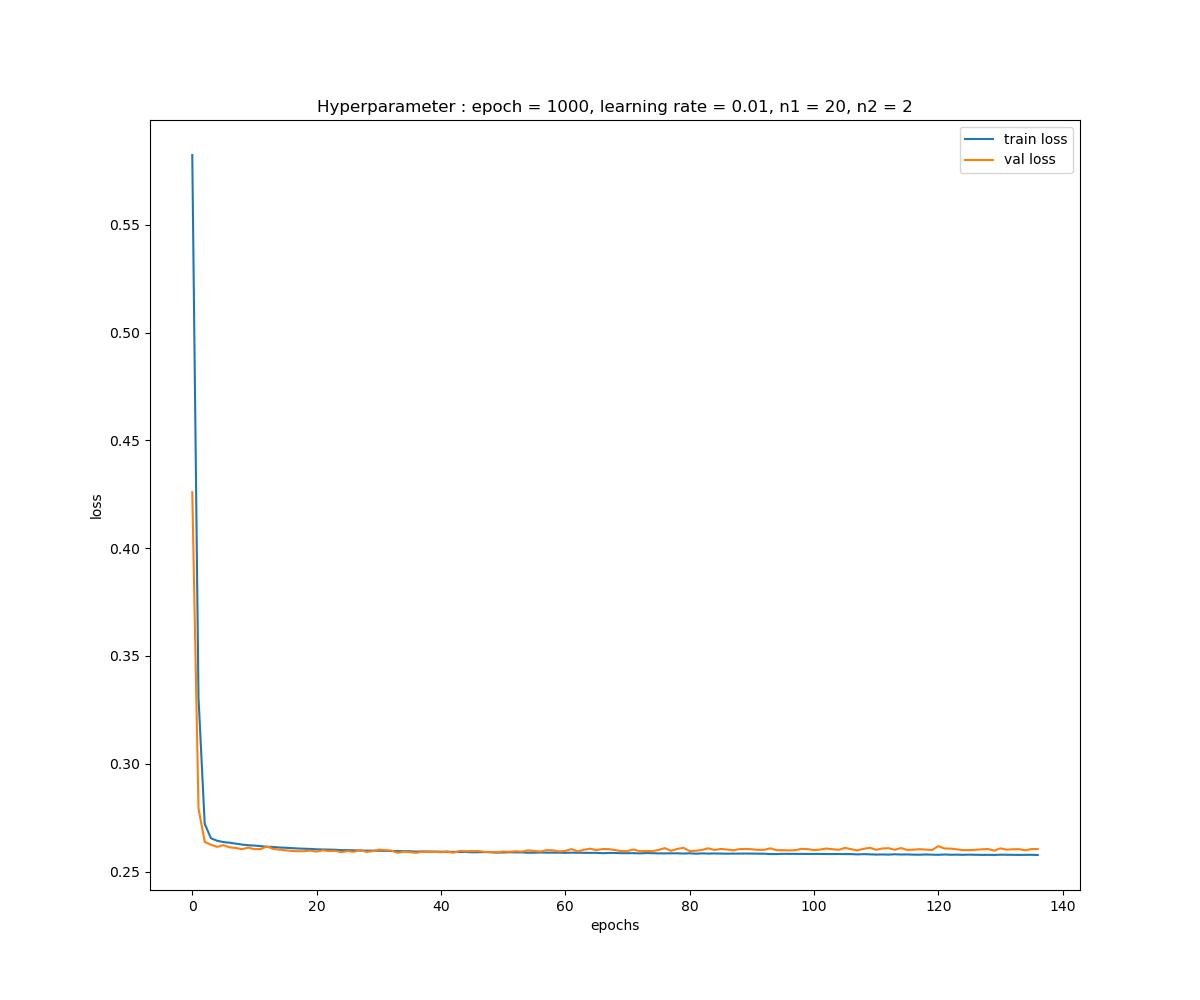 Hyperparameter : epoch = 1000, learning rate = 0.01, n1 = 20, n2 = 2
train loss
val loss
0.55
0.50
0.45
0.40
0.35
0.30
0.25
loss
0 20 40 60 80 100 120 140
epochs